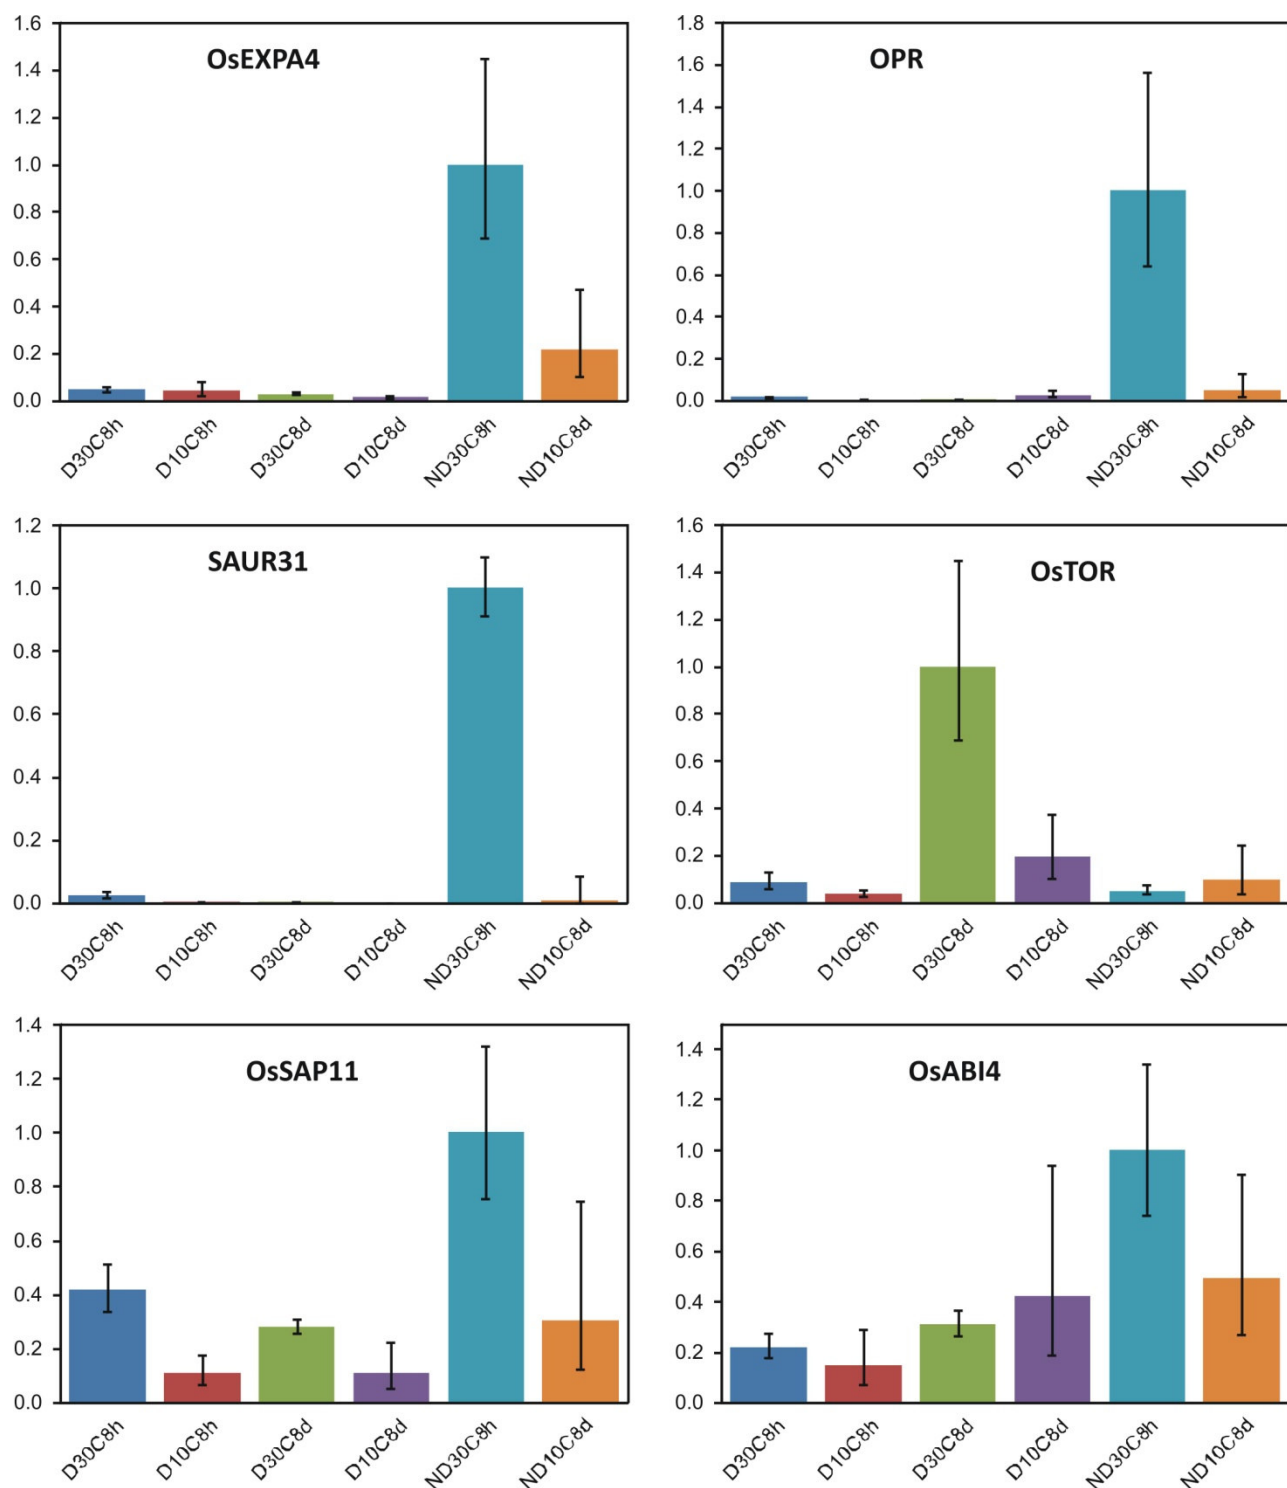 OsEXPA4
1.6
1.4
1.2
1.0
0.8
0.6
0.4
0.2
0.0
D30C8h
D10C8h
D30C8d
D10C8d
ND30C8h
ND10C8d
OPR
1.8
1.6
1.4
1.2
1.0
0.8
0.6
0.4
0.2
0.0
D30C8h
D10C8h
D30C8d
D10C8d
ND30C8h
ND10C8d
SAUR31
1.2
1.0
0.8
0.6
0.4
0.2
0.0
D30C8h
D10C8h
D30C8d
D10C8d
ND30C8h
ND10C8d
OsTOR
1.6
1.4
1.2
1.0
0.8
0.6
0.4
0.2
0.0
D30C8h
D10C8h
D30C8d
D10C8d
ND30C8h
ND10C8d
OsSAP11
1.4
1.2
1.0
0.8
0.6
0.4
0.2
0.0
D30C8h
D10C8h
D30C8d
D10C8d
ND30C8h
ND10C8d
OsABI4
1.4
1.2
1.0
0.8
0.6
0.4
0.2
0.0
D30C8h
D10C8h
D30C8d
D10C8d
ND30C8h
ND10C8d